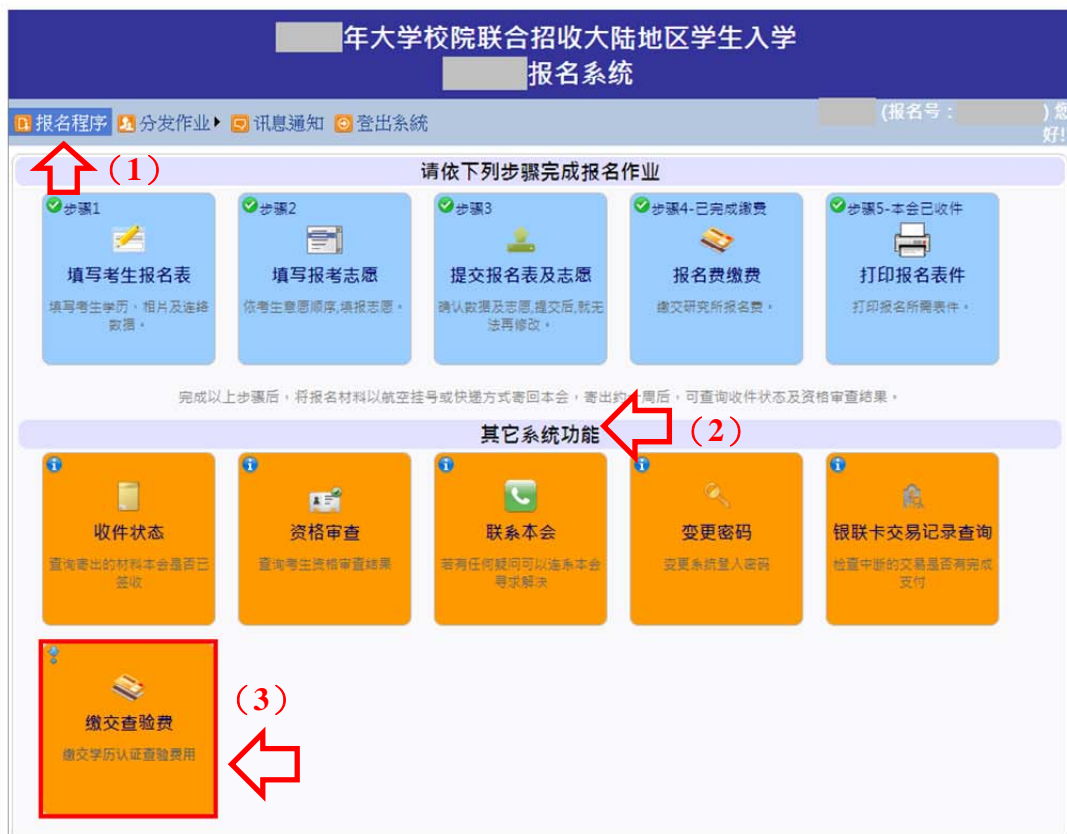 年大学校院联合招收大陆地区学生入学
报名系统
报名程序 分发作业 讯息通知 登出系统
(报名号： ) 您
好!
(1)
请依下列步骤完成报名作业
步骤1
填写考生报名表
填写考生学历，相片及连络
数据。
步骤2
填写报考志愿
依考生意愿顺序,填报志愿。
步骤3
提交报名表及志愿
确认数据及志愿,提交后,就无
法再修改。
步骤4-已完成缴费
报名费缴费
缴交研究所报名费。
步骤5-本会已收件
打印报名表件
打印报名所需表件。
完成以上步骤后，将报名材料以航空挂号或快递方式寄回本会，寄出约 周后，可查询收件状态及资格审查结果。
其它系统功能
(2)
收件状态
查询寄出的材料本会是否已
签收
资格审查
查询考生资格审查结果
联系本会
若有任何疑问可以连系本会
寻求解决
变更密码
变更系统登入密码
银联卡交易记录查询
检查中断的交易是否有完成
支付
缴交查验费
缴交学历认证查验费用
(3)